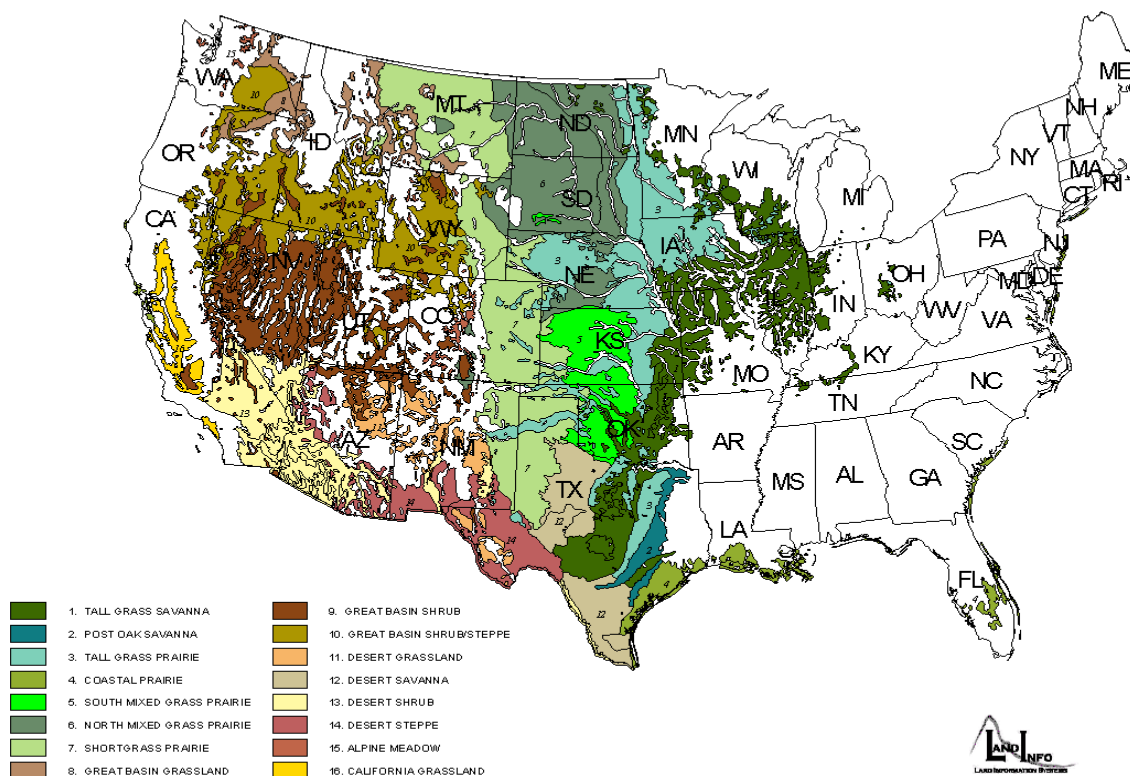 ME
WA
MT
ND
MN
NH
VT
OR
ID
WI
NY
MA
RI
CT
SD
MI
CA
WY
IA
PA
NJ
NV
NE
OH
MD
DE
IL
IN
UT
CO
WV
VA
KS
KY
MO
NC
TN
AZ
NM
OK
AR
SC
TX
MS
AL
GA
LA
FL
1. TALL GRASS SAVANNA
2. POST OAK SAVANNA
3. TALL GRASS PRAIRIE
4. COASTAL PRAIRIE
5. SOUTH MIXED GRASS PRAIRIE
6. NORTH MIXED GRASS PRAIRIE
7. SHORTGRASS PRAIRIE
8. GREAT BASIN GRASSLAND
9. GREAT BASIN SHRUB
10. GREAT BASIN SHRUB/STEPPE
11. DESERT GRASSLAND
12. DESERT SAVANNA
13. DESERT SHRUB
14. DESERT STEPPE
15. ALPINE MEADOW
16. CALIFORNIA GRASSLAND
LAND INFO
LAND INFORMATION SYSTEMS